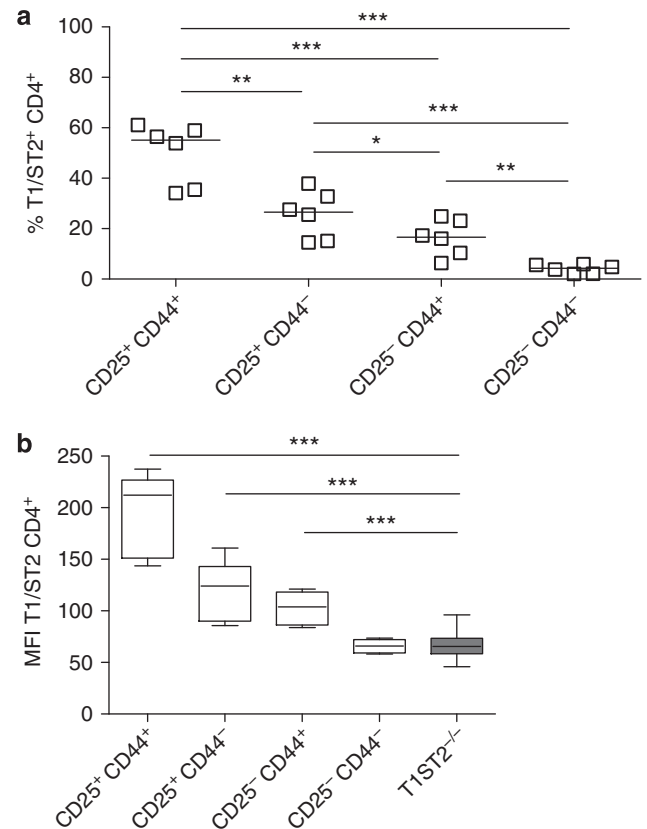 a
% T1/ST2⁺ CD4⁺
100
80
60
40
20
0
***
***
**
***
*
**
CD25⁺ CD44⁺
CD25⁺ CD44⁻
CD25⁻ CD44⁺
CD25⁻ CD44⁻
b
MFI T1/ST2 CD4⁺
250
200
150
100
50
0
***
***
***
CD25⁺ CD44⁺
CD25⁺ CD44⁻
CD25⁻ CD44⁺
CD25⁻ CD44⁻
T1ST2⁻/⁻